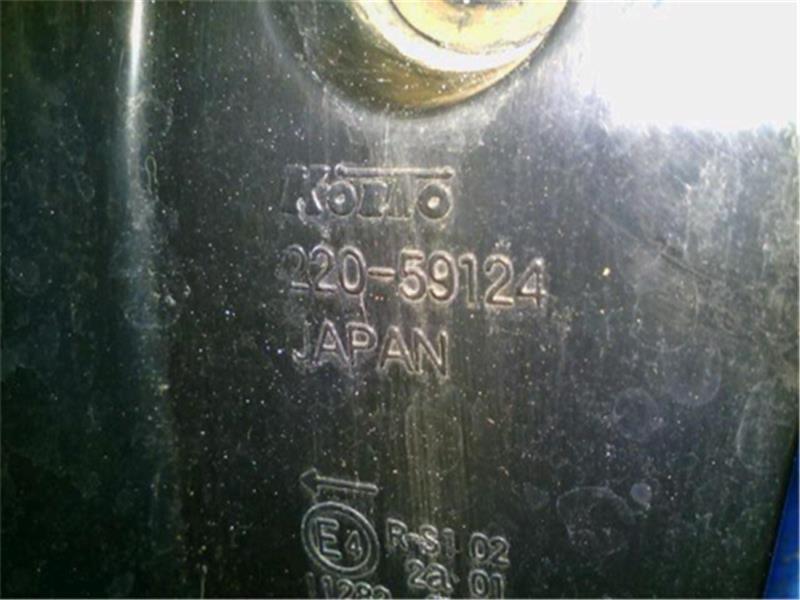 KOITO
220-59124
JAPAN
E4
R-S1 02
2a 01